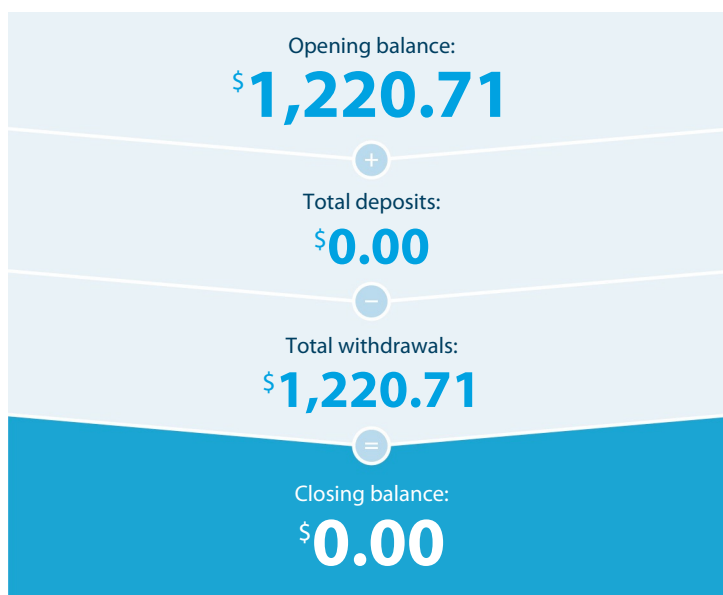 Opening balance:
$1,220.71
+
Total deposits:
$0.00
−
Total withdrawals:
$1,220.71
=
Closing balance:
$0.00